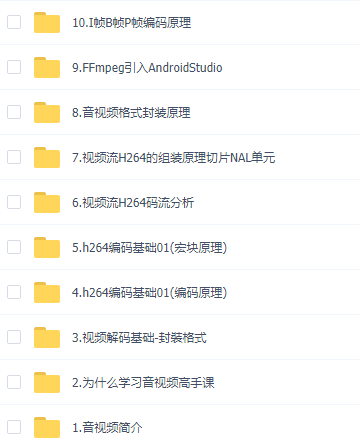 10.I帧B帧P帧编码原理
9.FFmpeg引入AndroidStudio
8.音视频格式封装原理
7.视频流H264的组装原理切片NAL单元
6.视频流H264码流分析
5.h264编码基础01(宏块原理)
4.h264编码基础01(编码原理)
3.视频解码基础-封装格式
2.为什么学习音视频高手课
1.音视频简介